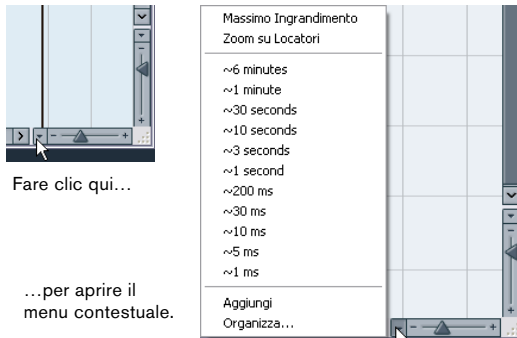 Fare clic qui…
…per aprire il
menu contestuale.
Massimo Ingrandimento
Zoom su Locatori
~6 minutes
~1 minute
~30 seconds
~10 seconds
~3 seconds
~1 second
~200 ms
~30 ms
~10 ms
~5 ms
~1 ms
Aggiungi
Organizza...